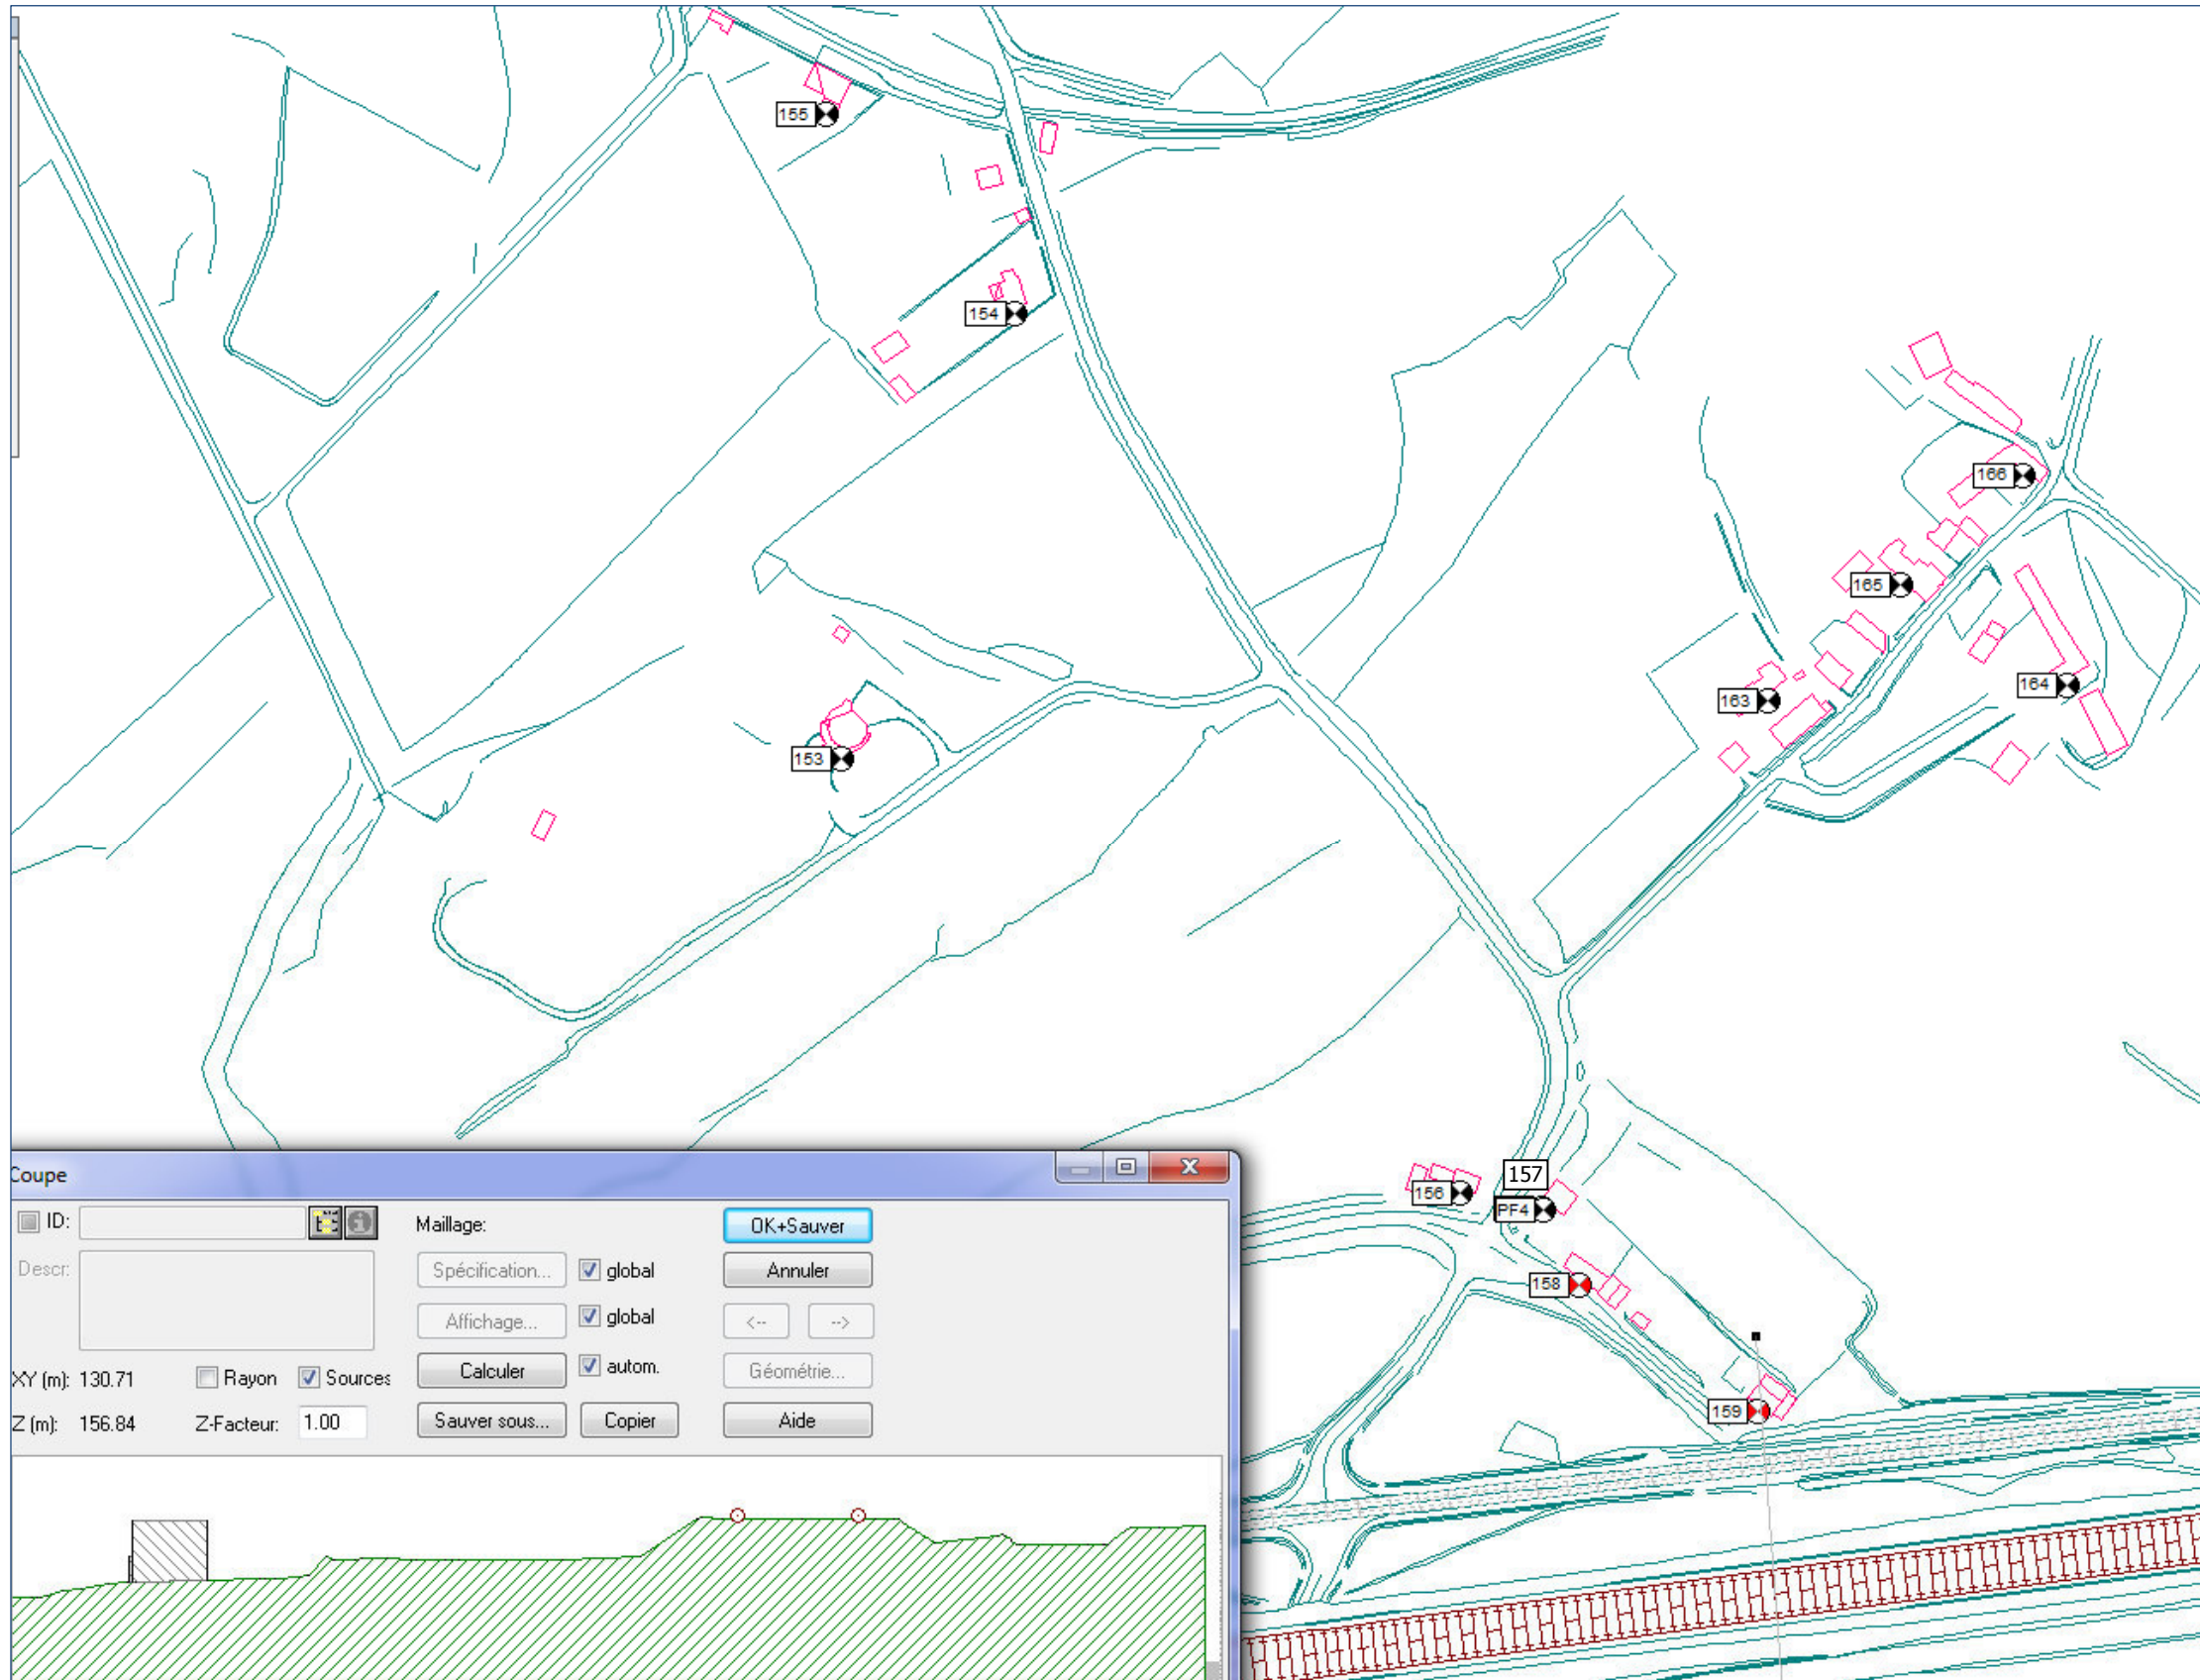 155
154
166
165
164
163
153
157
156
PF4
158
159
Coupe
ID:
Maillage:
OK+Sauver
Descr:
Spécification...
global
Annuler
Affichage...
global
<--
-->
XY (m): 130.71
Rayon
Sources
Calculer
autom.
Géométrie...
Z (m): 156.84
Z-Facteur: 1.00
Sauver sous...
Copier
Aide